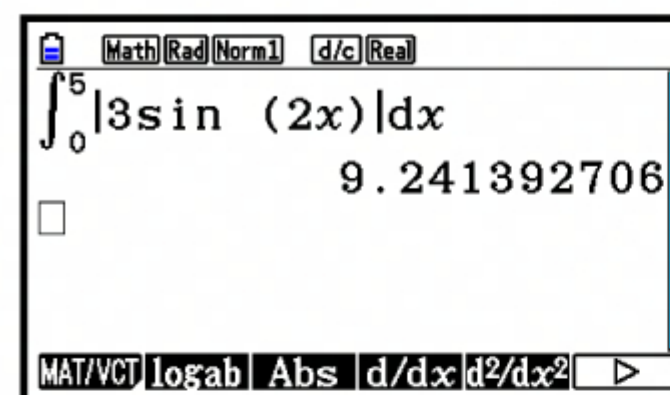 Math Rad Norm1 d/c Real
∫₀⁵|3sin (2x)|dx
9.241392706
MAT/VCT logab Abs d/dx d²/dx² ▷